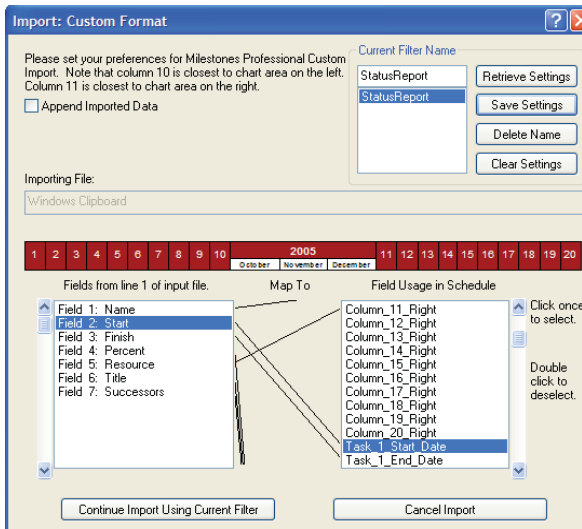 Import: Custom Format
Please set your preferences for Milestones Professional Custom
Import. Note that column 10 is closest to chart area on the left.
Column 11 is closest to chart area on the right.
Append Imported Data
Current Filter Name
StatusReport
StatusReport
Retrieve Settings
Save Settings
Delete Name
Clear Settings
Importing File:
Windows Clipboard
1 2 3 4 5 6 7 8 9 10 2005 11 12 13 14 15 16 17 18 19 20
October November December
Fields from line 1 of input file.
Map To
Field Usage in Schedule
Field 1: Name
Field 2: Start
Field 3: Finish
Field 4: Percent
Field 5: Resource
Field 6: Title
Field 7: Successors
Column_11_Right
Column_12_Right
Column_13_Right
Column_14_Right
Column_15_Right
Column_16_Right
Column_17_Right
Column_18_Right
Column_19_Right
Column_20_Right
Task_1_Start_Date
Task_1_End_Date
Click once
to select.
Double
click to
deselect.
Continue Import Using Current Filter
Cancel Import